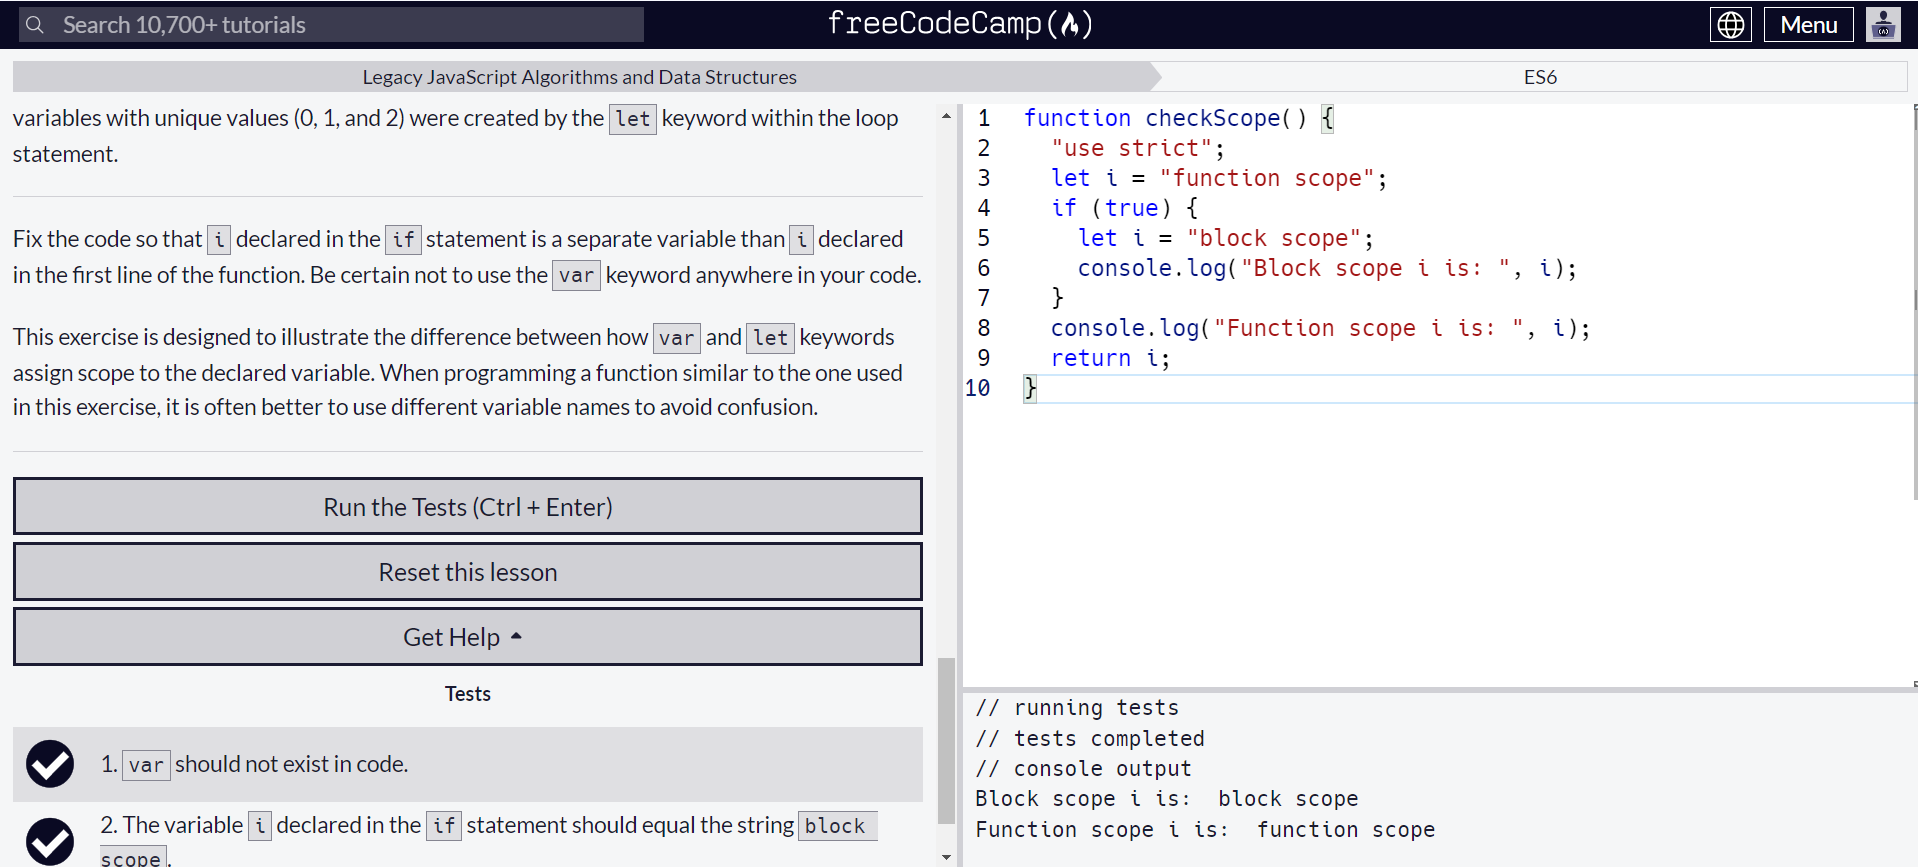 Search 10,700+ tutorials
freeCodeCamp(🔥)
Menu
Legacy JavaScript Algorithms and Data Structures
ES6
variables with unique values (0, 1, and 2) were created by the let keyword within the loop
statement.
Fix the code so that i declared in the if statement is a separate variable than i declared
in the first line of the function. Be certain not to use the var keyword anywhere in your code.
This exercise is designed to illustrate the difference between how var and let keywords
assign scope to the declared variable. When programming a function similar to the one used
in this exercise, it is often better to use different variable names to avoid confusion.
Run the Tests (Ctrl + Enter)
Reset this lesson
Get Help
Tests
1. var should not exist in code.
2. The variable i declared in the if statement should equal the string block
scope.
1 function checkScope() {
2 "use strict";
3 let i = "function scope";
4 if (true) {
5 let i = "block scope";
6 console.log("Block scope i is: ", i);
7 }
8 console.log("Function scope i is: ", i);
9 return i;
10 }
// running tests
// tests completed
// console output
Block scope i is:  block scope
Function scope i is:  function scope